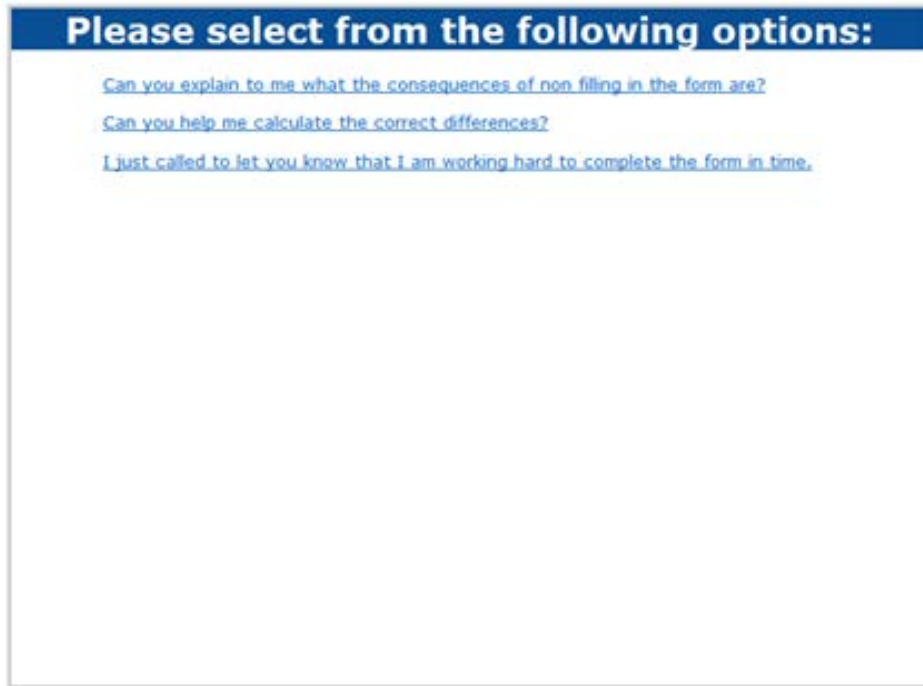 Please select from the following options:
Can you explain to me what the consequences of non filling in the form are?
Can you help me calculate the correct differences?
I just called to let you know that I am working hard to complete the form in time.